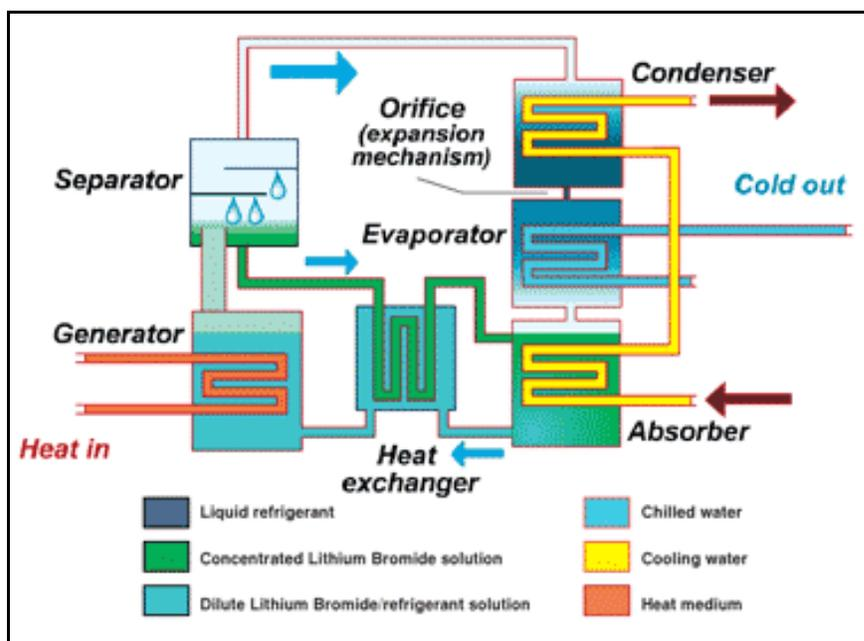 Condenser
Orifice
(expansion
mechanism)
Separator
Cold out
Evaporator
Generator
Heat in
Absorber
Heat
exchanger
Liquid refrigerant
Chilled water
Concentrated Lithium Bromide solution
Cooling water
Dilute Lithium Bromide/refrigerant solution
Heat medium